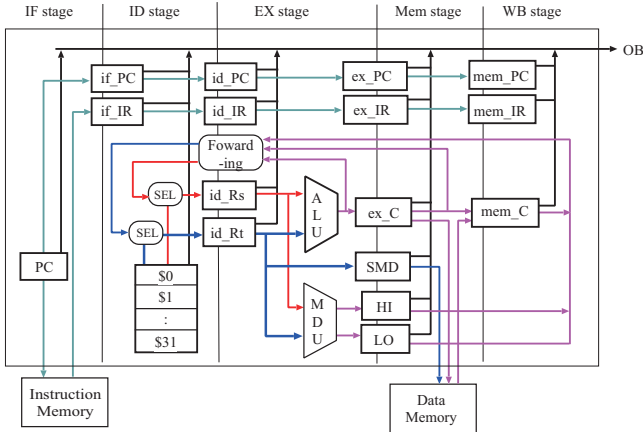 IF stage ID stage EX stage Mem stage WB stage
OB
if_PC id_PC ex_PC mem_PC
if_IR id_IR ex_IR mem_IR
Foward
-ing
SEL id_Rs
A
L
U
ex_C mem_C
SEL id_Rt
PC
SMD
$0
$1
:
$31
M
D
U
HI
LO
Instruction
Memory
Data
Memory